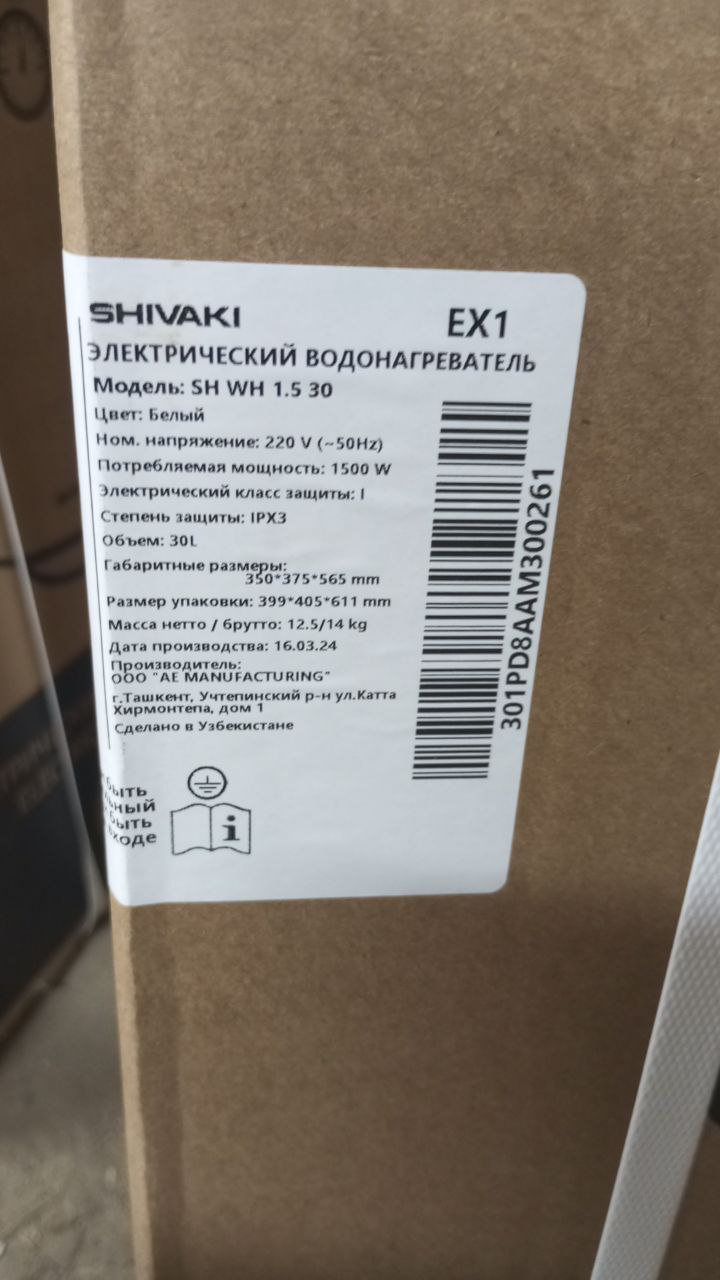 SHIVAKI
EX1
ЭЛЕКТРИЧЕСКИЙ ВОДОНАГРЕВАТЕЛЬ
Модель: SH WH 1.5 30
Цвет: Белый
Ном. напряжение: 220 V (~50Hz)
Потребляемая мощность: 1500 W
Электрический класс защиты: I
Степень защиты: IPX3
Объем: 30L
Габаритные размеры:
350*375*565 mm
Размер упаковки: 399*405*611 mm
Масса нетто / брутто: 12.5/14 kg
Дата производства: 16.03.24
Производитель:
ООО "AE MANUFACTURING"
г.Ташкент, Учтепинский р-н ул.Катта
Хирмонтепа, дом 1
Сделано в Узбекистане
301PD8AAM300261
быть
быть
i